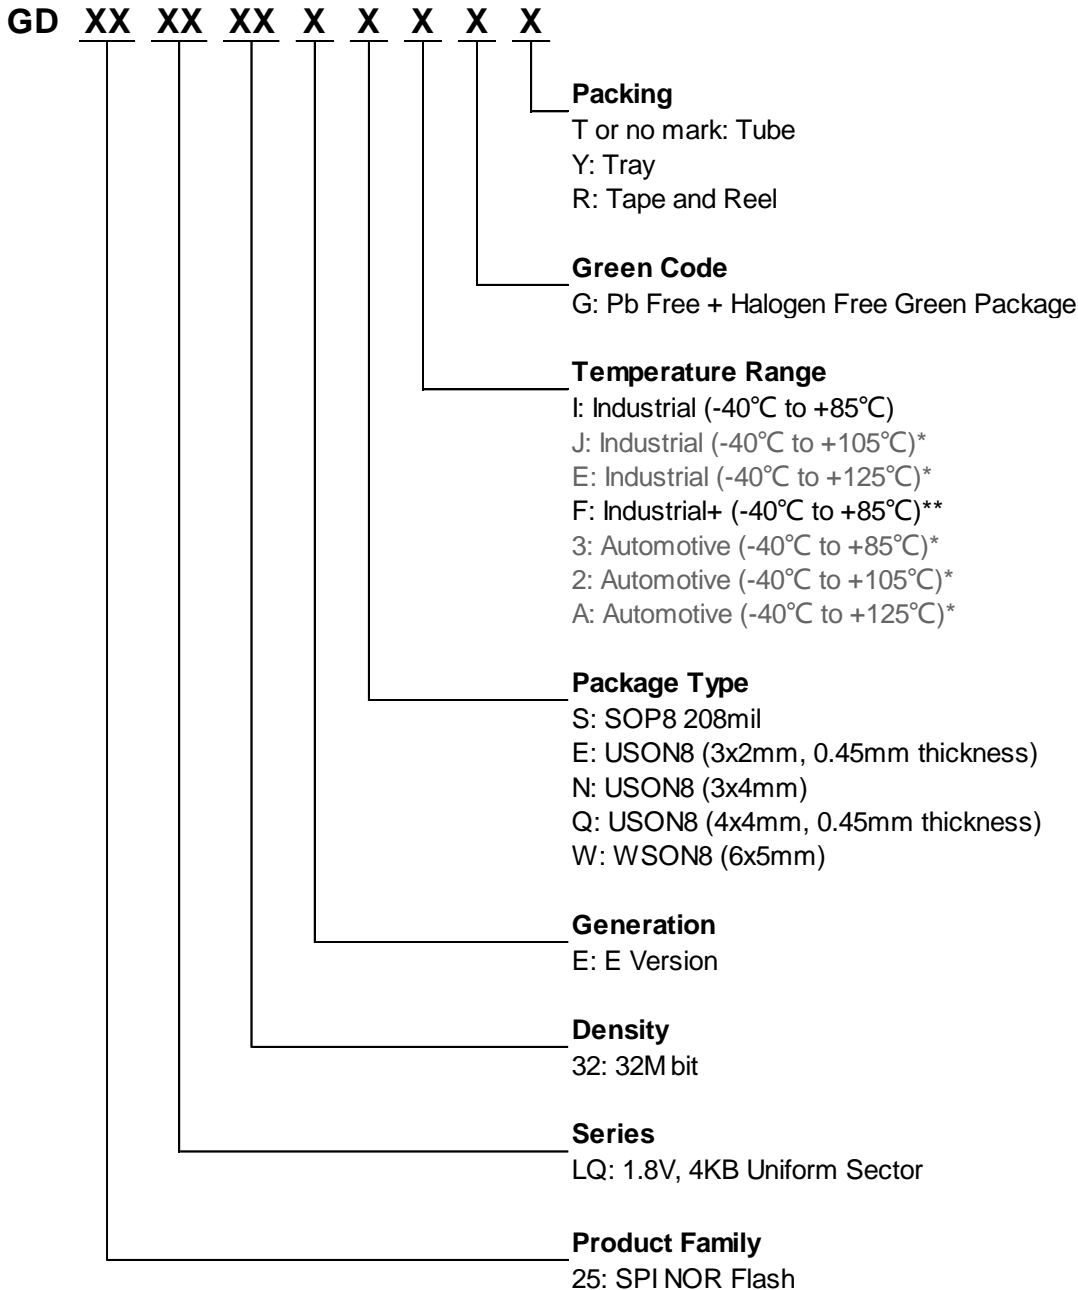 GD XX XX XX X X X X X
Packing
T or no mark: Tube
Y: Tray
R: Tape and Reel
Green Code
G: Pb Free + Halogen Free Green Package
Temperature Range
I: Industrial (-40℃ to +85℃)
J: Industrial (-40℃ to +105℃)*
E: Industrial (-40℃ to +125℃)*
F: Industrial+ (-40℃ to +85℃)**
3: Automotive (-40℃ to +85℃)*
2: Automotive (-40℃ to +105℃)*
A: Automotive (-40℃ to +125℃)*
Package Type
S: SOP8 208mil
E: USON8 (3x2mm, 0.45mm thickness)
N: USON8 (3x4mm)
Q: USON8 (4x4mm, 0.45mm thickness)
W: WSON8 (6x5mm)
Generation
E: E Version
Density
32: 32M bit
Series
LQ: 1.8V, 4KB Uniform Sector
Product Family
25: SPI NOR Flash